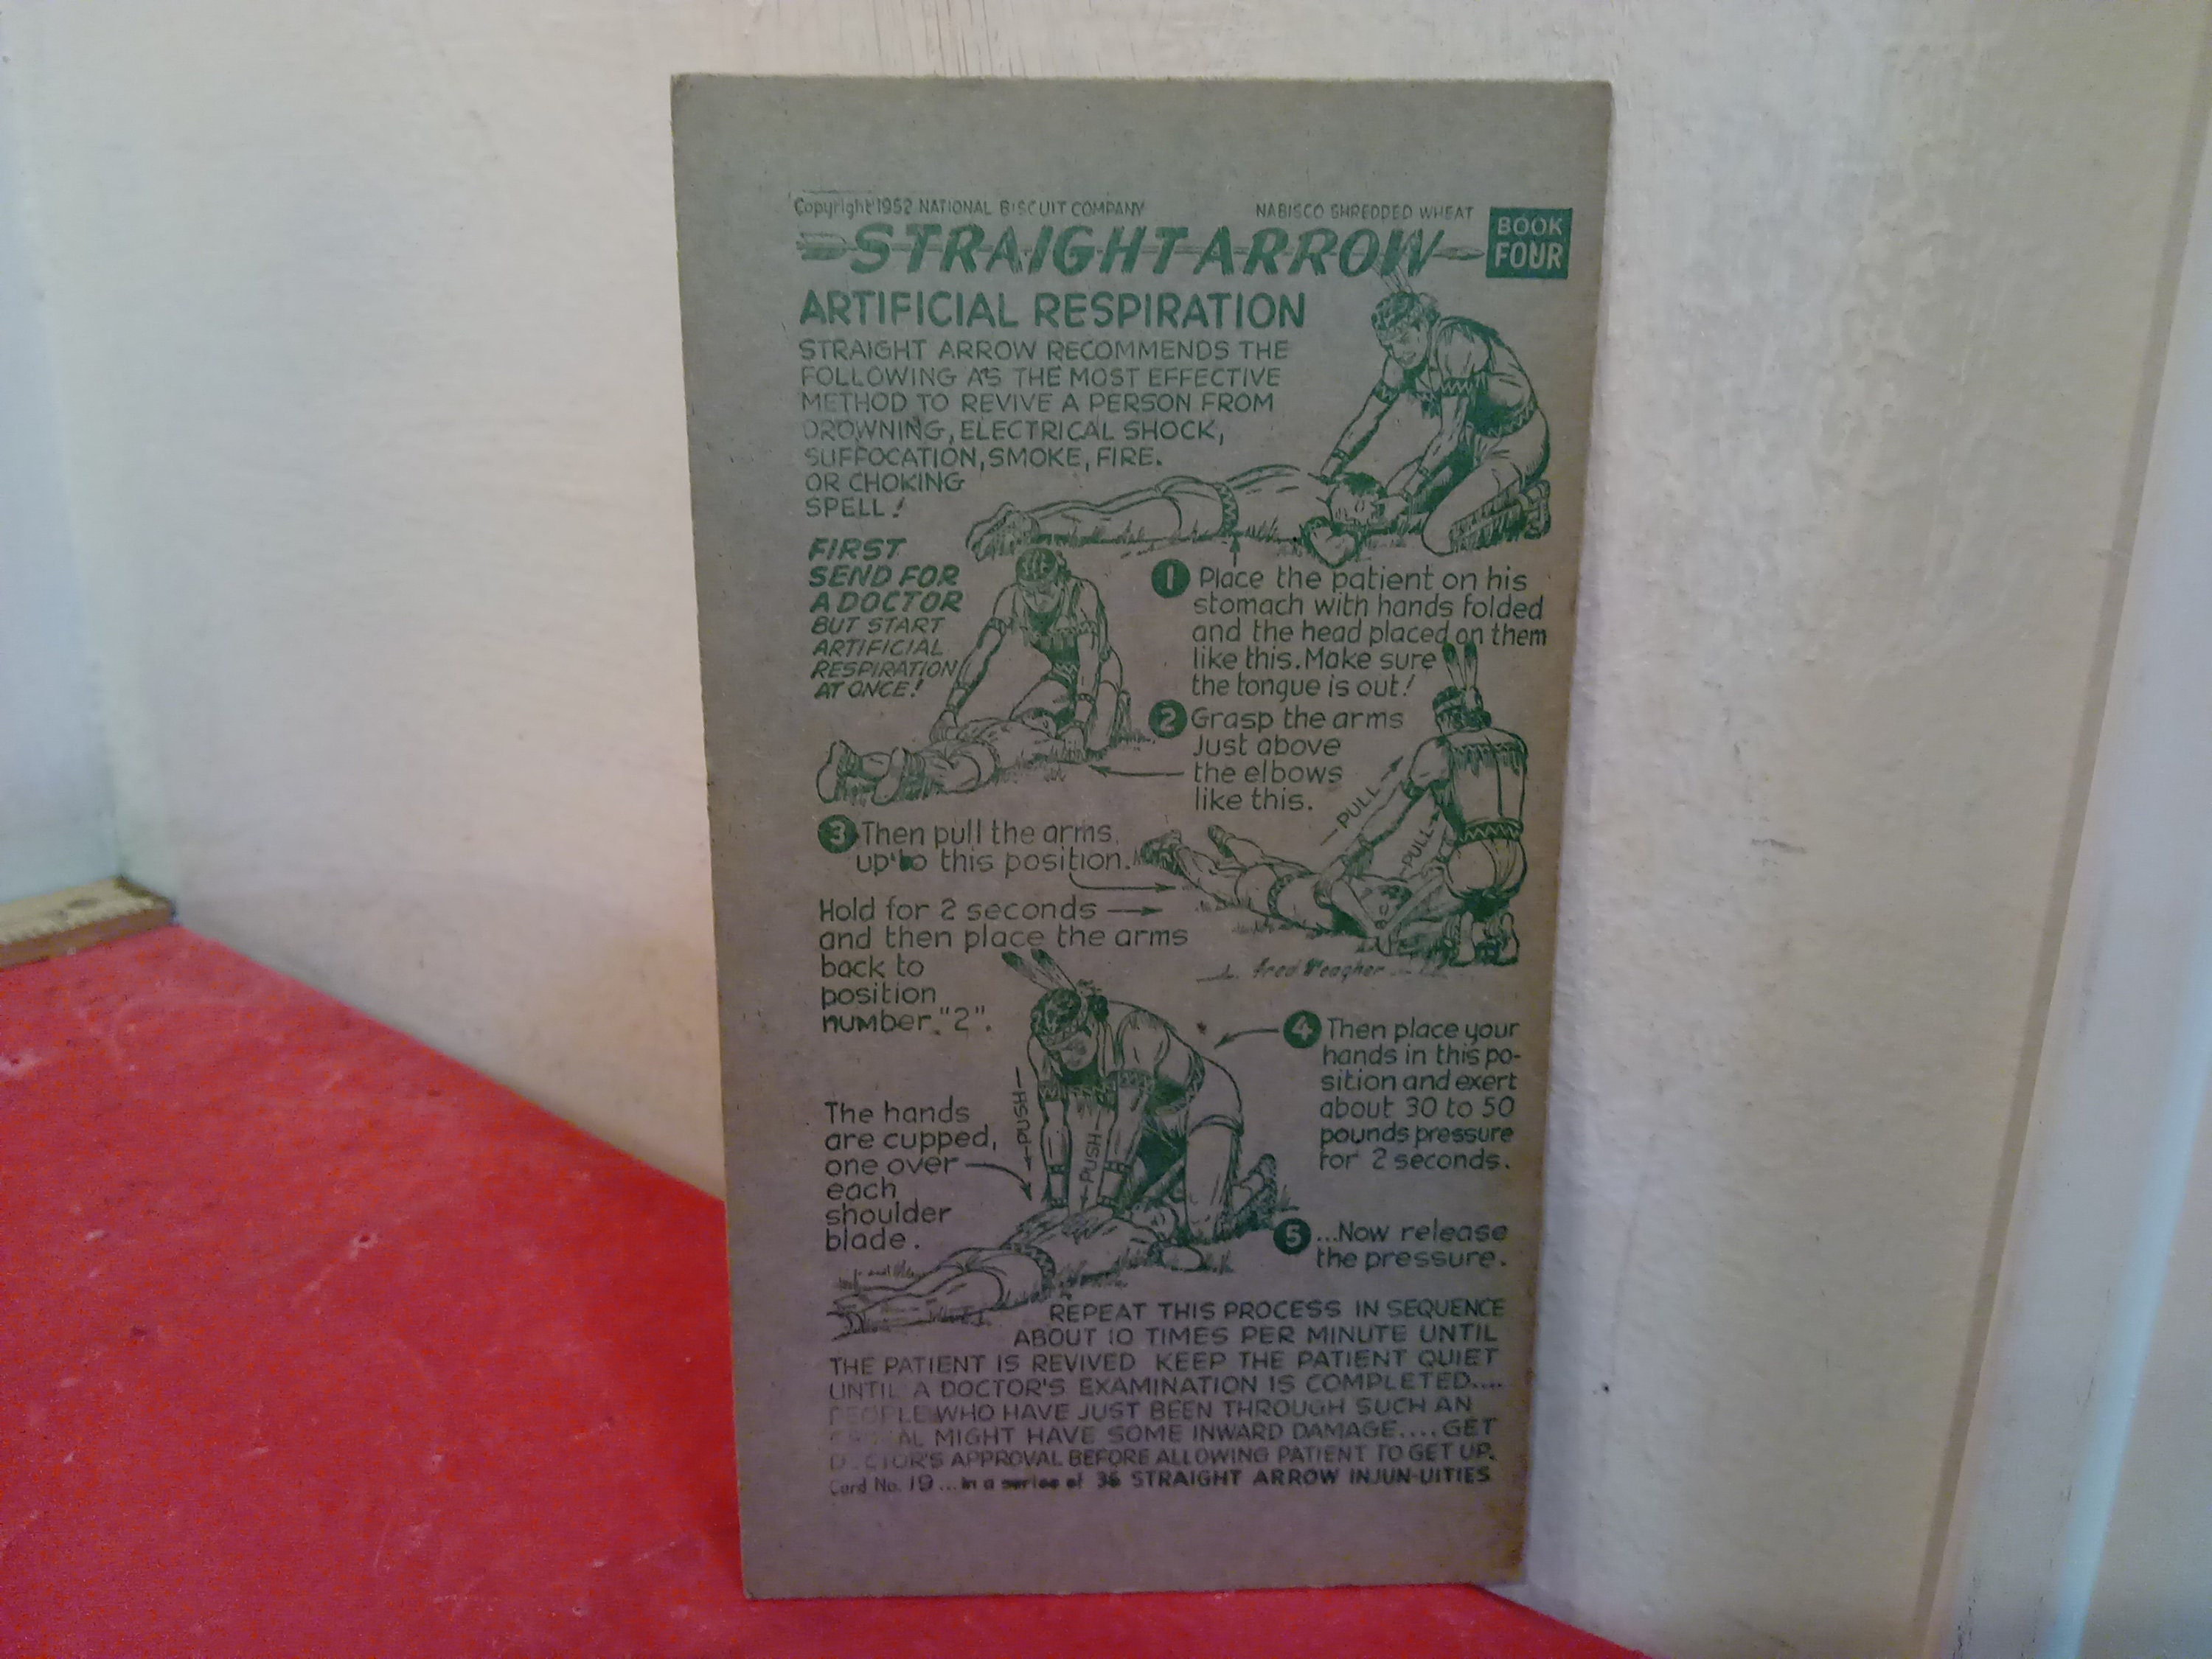 Copyright 1952 NATIONAL BISCUIT COMPANY
NABISCO SHREDDED WHEAT
STRAIGHT ARROW
BOOK
FOUR
ARTIFICIAL RESPIRATION
STRAIGHT ARROW RECOMMENDS THE
FOLLOWING AS THE MOST EFFECTIVE
METHOD TO REVIVE A PERSON FROM
DROWNING, ELECTRICAL SHOCK,
SUFFOCATION, SMOKE, FIRE.
OR CHOKING
SPELL!
FIRST
SEND FOR
A DOCTOR
BUT START
ARTIFICIAL
RESPIRATION
AT ONCE!
1 Place the patient on his
stomach with hands folded
and the head placed on them
like this. Make sure
the tongue is out!
2 Grasp the arms
Just above
the elbows
like this.
PULL
PULL
3 Then pull the arms
up to this position.
Hold for 2 seconds
and then place the arms
back to
position
number "2".
Fred Meagher
4 Then place your
hands in this po-
sition and exert
about 30 to 50
pounds pressure
for 2 seconds.
PUSH
PUSH
The hands
are cupped,
one over
each
shoulder
blade.
5 ...Now release
the pressure.
REPEAT THIS PROCESS IN SEQUENCE
ABOUT 10 TIMES PER MINUTE UNTIL
THE PATIENT IS REVIVED KEEP THE PATIENT QUIET
UNTIL A DOCTOR'S EXAMINATION IS COMPLETED....
PEOPLE WHO HAVE JUST BEEN THROUGH SUCH AN
MIGHT HAVE SOME INWARD DAMAGE.... GET
DOCTOR'S APPROVAL BEFORE ALLOWING PATIENT TO GET UP.
Card No. 19... in a series of 36 STRAIGHT ARROW INJUN-UITIES